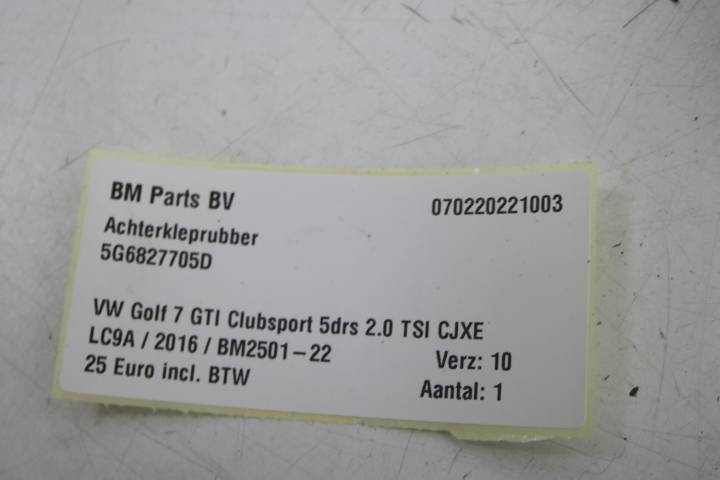 BM Parts BV 070220221003
Achterkleprubber
5G6827705D
VW Golf 7 GTI Clubsport 5drs 2.0 TSI CJXE
LC9A / 2016 / BM2501-22 Verz: 10
25 Euro incl. BTW Aantal: 1